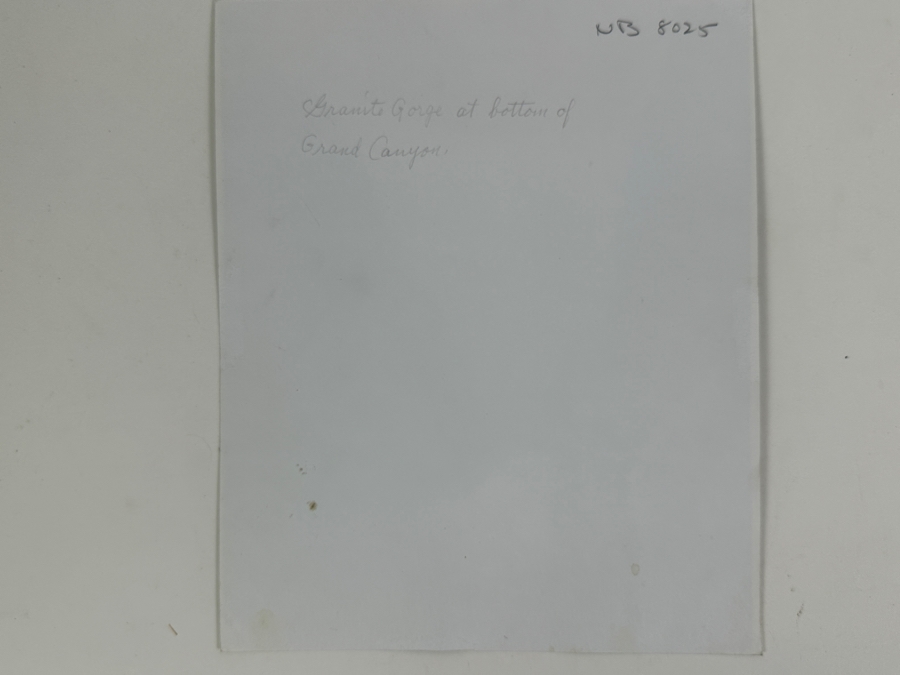 NB 8025
Granite Gorge at bottom of
Grand Canyon.